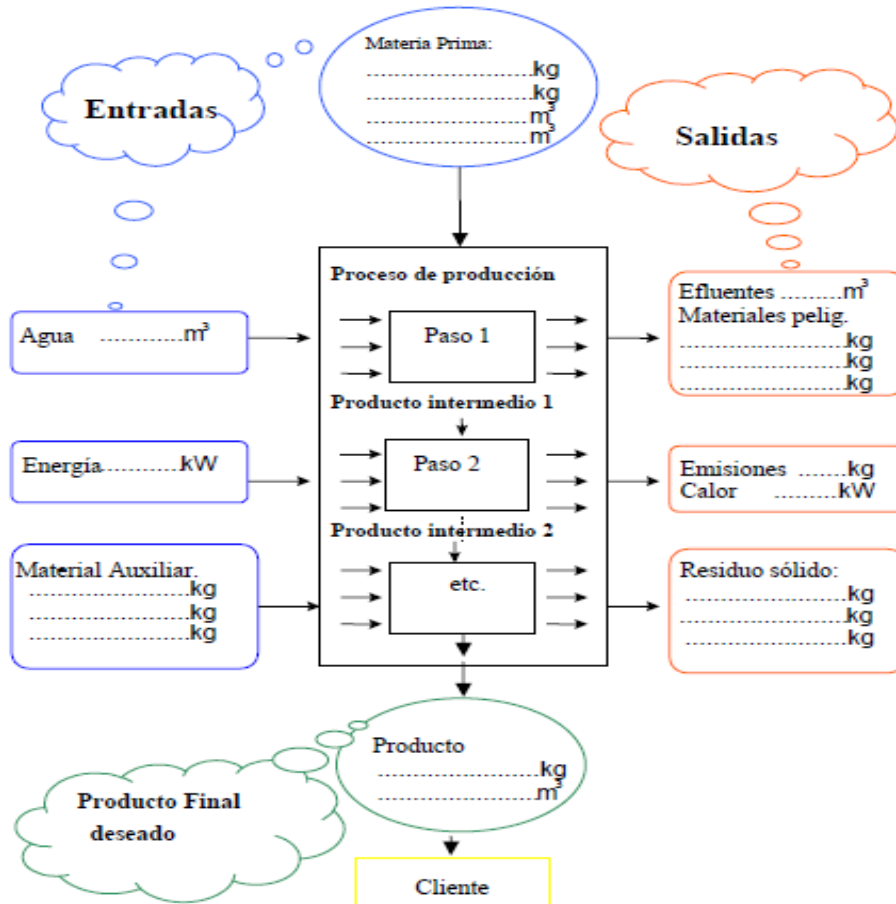 Materia Prima:
........................kg
........................kg
........................m³
........................m³
Entradas
Salidas
Proceso de producción
Agua ............m³
Paso 1
Efluentes .........m³
Materiales pelig.
........................kg
........................kg
........................kg
Producto intermedio 1
Energía...........kW
Paso 2
Emisiones .......kg
Calor .........kW
Producto intermedio 2
Material Auxiliar.
........................kg
........................kg
........................kg
etc.
Residuo sólido:
........................kg
........................kg
........................kg
Producto
........................kg
........................m³
Producto Final
deseado
Cliente